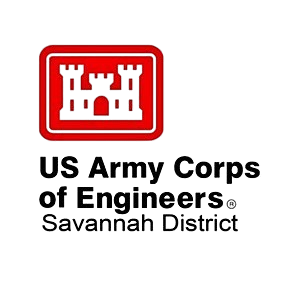 US Army Corps
of Engineers®
Savannah District